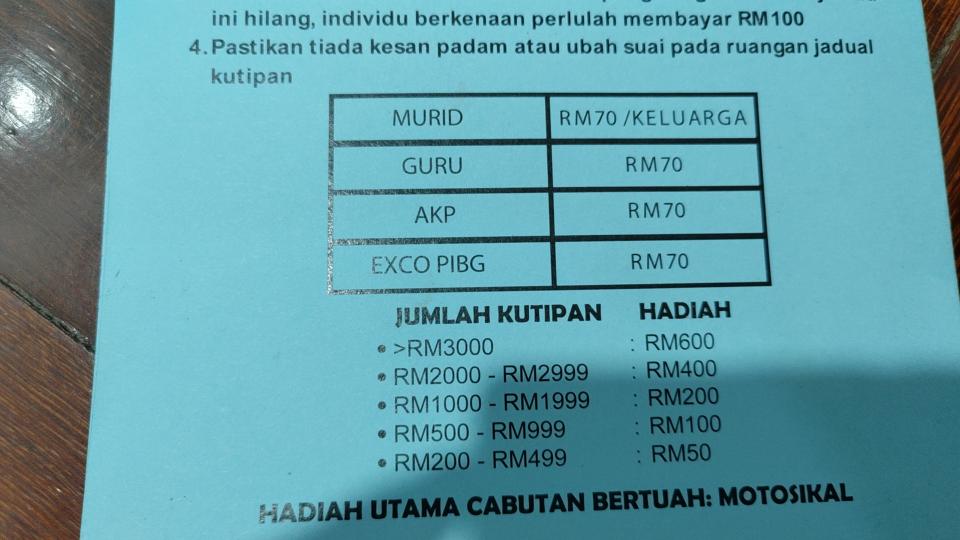 ini hilang, individu berkenaan perlulah membayar RM100
4. Pastikan tiada kesan padam atau ubah suai pada ruangan jadual
kutipan
MURID RM70 /KELUARGA
GURU RM70
AKP RM70
EXCO PIBG RM70
JUMLAH KUTIPAN HADIAH
• >RM3000 : RM600
• RM2000 - RM2999 : RM400
• RM1000 - RM1999 : RM200
• RM500 - RM999 : RM100
• RM200 - RM499 : RM50
HADIAH UTAMA CABUTAN BERTUAH: MOTOSIKAL